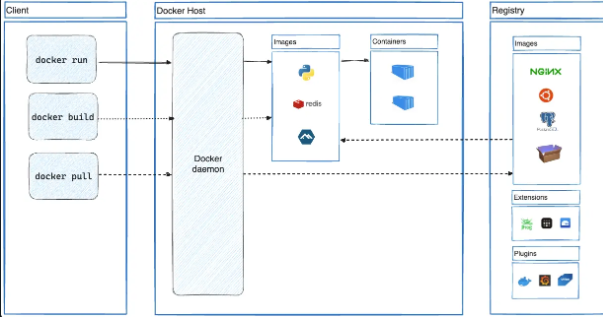 Client
Docker Host
Registry
docker run
docker build
docker pull
Docker
daemon
Images
redis
Containers
Images
NGINX
Extensions
Plugins